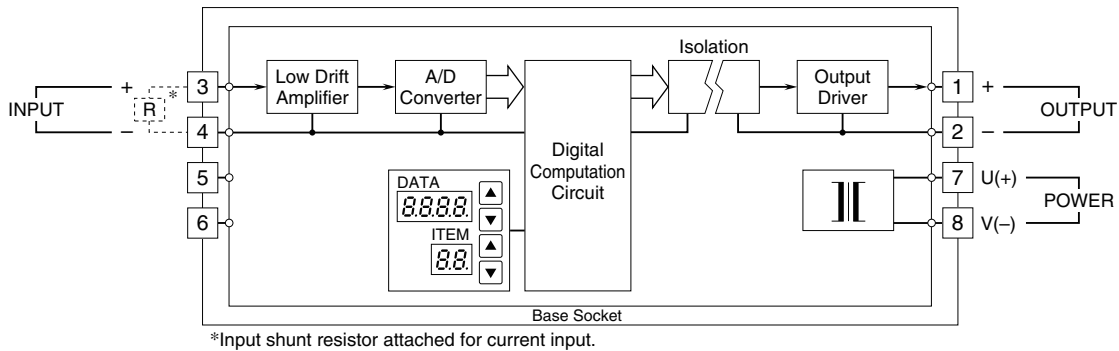 Isolation
3
Low Drift
Amplifier
A/D
Converter
Output
Driver
1
+
+
INPUT
R
*
OUTPUT
–
4
2
–
Digital
Computation
Circuit
5
DATA
8.8.8.8.
7
U(+)
POWER
6
ITEM
8.8.
8
V(–)
Base Socket
*Input shunt resistor attached for current input.